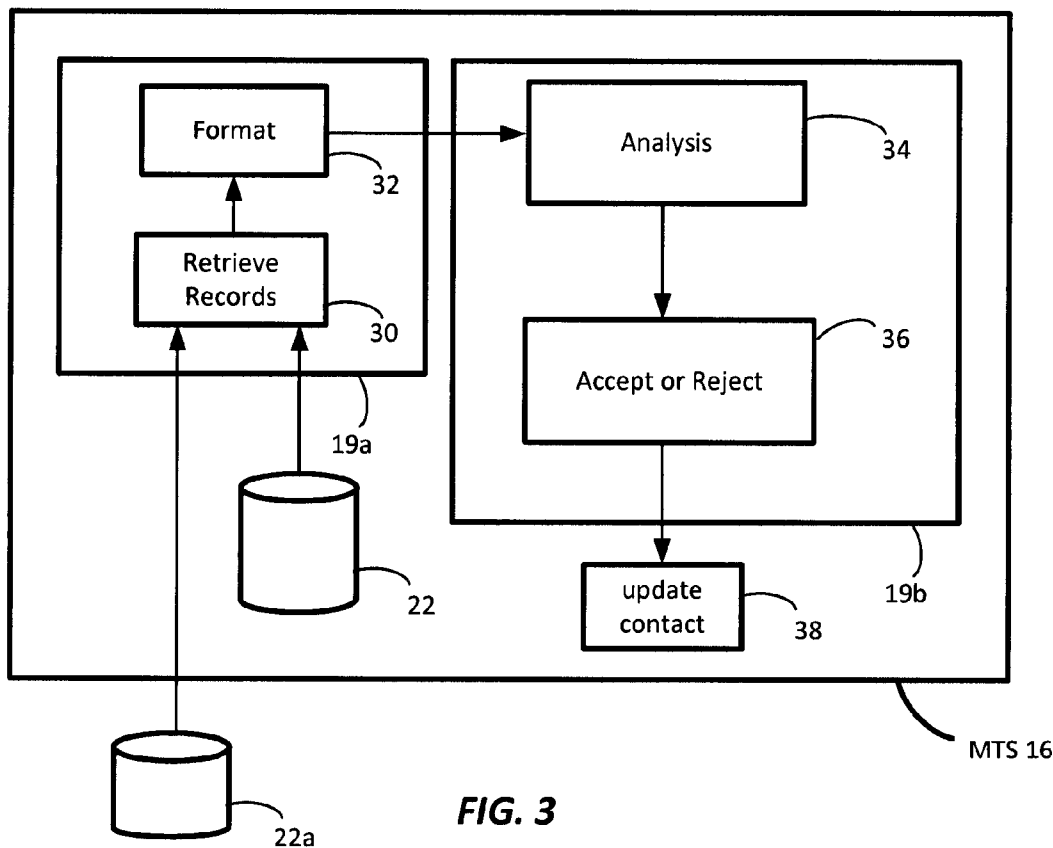 Format
32
Analysis
34
Retrieve
Records
30
36
Accept or Reject
19a
22
update
contact
38
19b
MTS 16
22a
FIG. 3